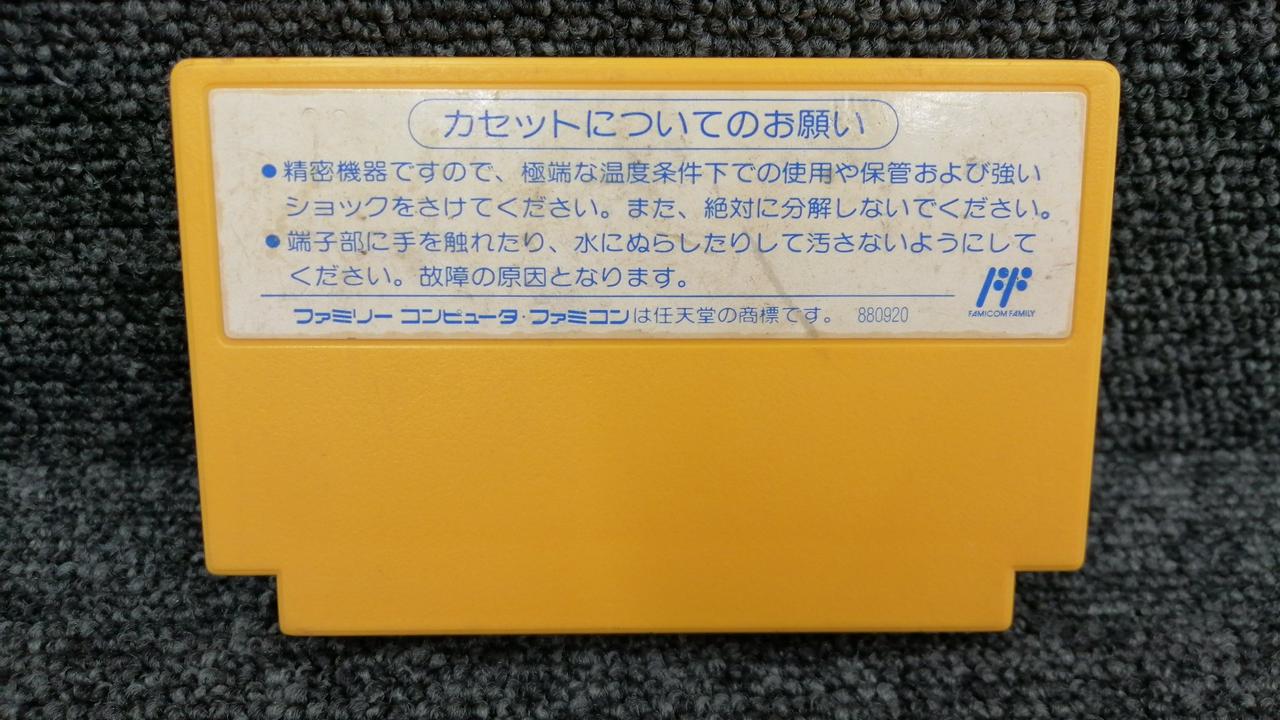 カセットについてのお願い
●精密機器ですので、極端な温度条件下での使用や保管および強い
ショックをさけてください。また、絶対に分解しないでください。
●端子部に手を触れたり、水にぬらしたりして汚さないようにして
ください。故障の原因となります。
ファミリー コンピュータ・ファミコンは任天堂の商標です。 880920
FAMICOM FAMILY